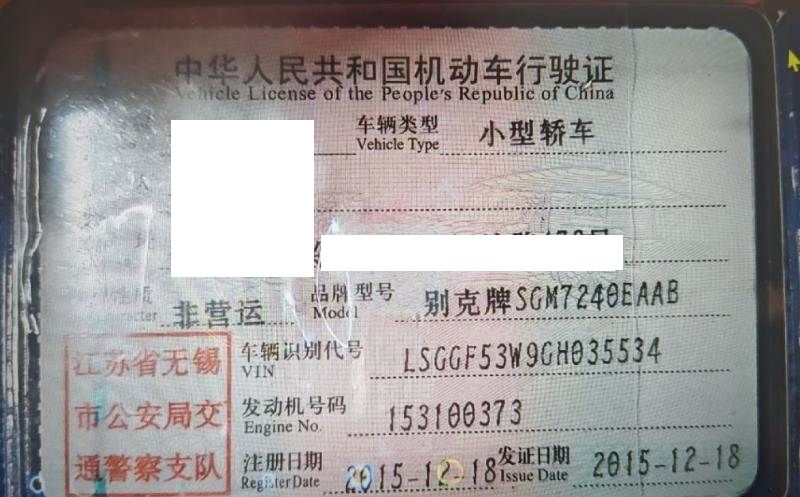 中华人民共和国机动车行驶证
Vehicle License of the People's Republic of China
车辆类型 小型轿车
Vehicle Type
品牌型号 别克牌SGM7240EAAB
Model
非营运
车辆识别代号 LSGGF53W9GH035534
VIN
发动机号码 153100373
Engine No.
注册日期 2015-12-18 发证日期 2015-12-18
Register Date Issue Date
江苏省无锡
市公安局交
通警察支队